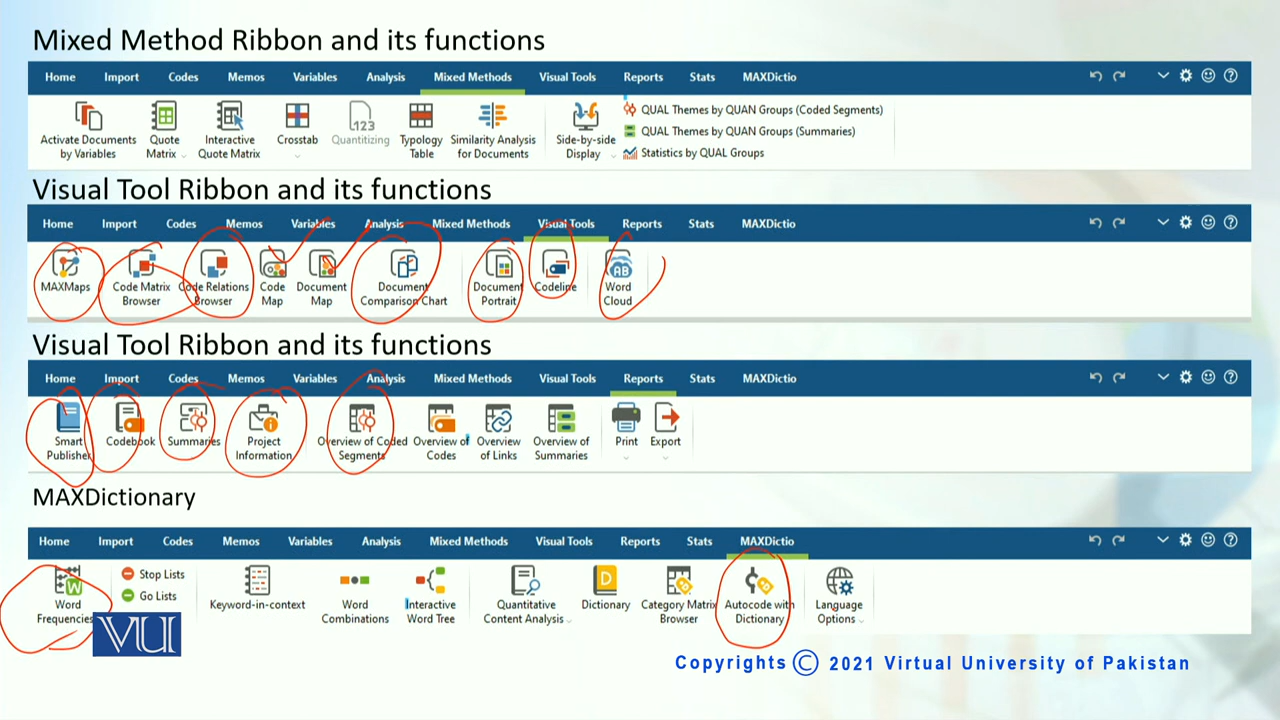 Mixed Method Ribbon and its functions
Home Import Codes Memos Variables Analysis Mixed Methods Visual Tools Reports Stats MAXDictio
Activate Documents by Variables
Quote Matrix
Interactive Quote Matrix
Crosstab
123
Quantitizing
Typology Table
Similarity Analysis for Documents
Side-by-side Display
QUAL Themes by QUAN Groups (Coded Segments)
QUAL Themes by QUAN Groups (Summaries)
Statistics by QUAL Groups
Visual Tool Ribbon and its functions
Home Import Codes Memos Variables Analysis Mixed Methods Visual Tools Reports Stats MAXDictio
MAXMaps
Code Matrix Browser
Code Relations Browser
Code Map
Document Map
Document Comparison Chart
Document Portrait
Codeline
AB
Word Cloud
Visual Tool Ribbon and its functions
Home Import Codes Memos Variables Analysis Mixed Methods Visual Tools Reports Stats MAXDictio
Smart Publisher
Codebook
Summaries
Project Information
Overview of Coded Segments
Overview of Codes
Overview of Links
Overview of Summaries
Print
Export
MAXDictionary
Home Import Codes Memos Variables Analysis Mixed Methods Visual Tools Reports Stats MAXDictio
W
Word Frequencies
Stop Lists
Go Lists
Keyword-in-context
Word Combinations
Interactive Word Tree
Quantitative Content Analysis
D
Dictionary
Category Matrix Browser
Autocode with Dictionary
Language Options
VU
Copyrights © 2021 Virtual University of Pakistan